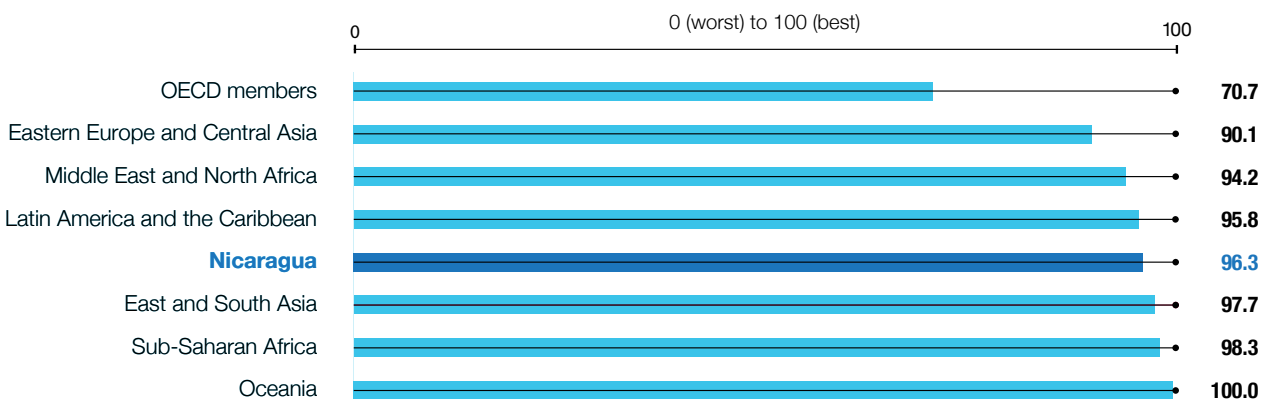 0 (worst) to 100 (best)
0 100
OECD members 70.7
Eastern Europe and Central Asia 90.1
Middle East and North Africa 94.2
Latin America and the Caribbean 95.8
Nicaragua 96.3
East and South Asia 97.7
Sub-Saharan Africa 98.3
Oceania 100.0